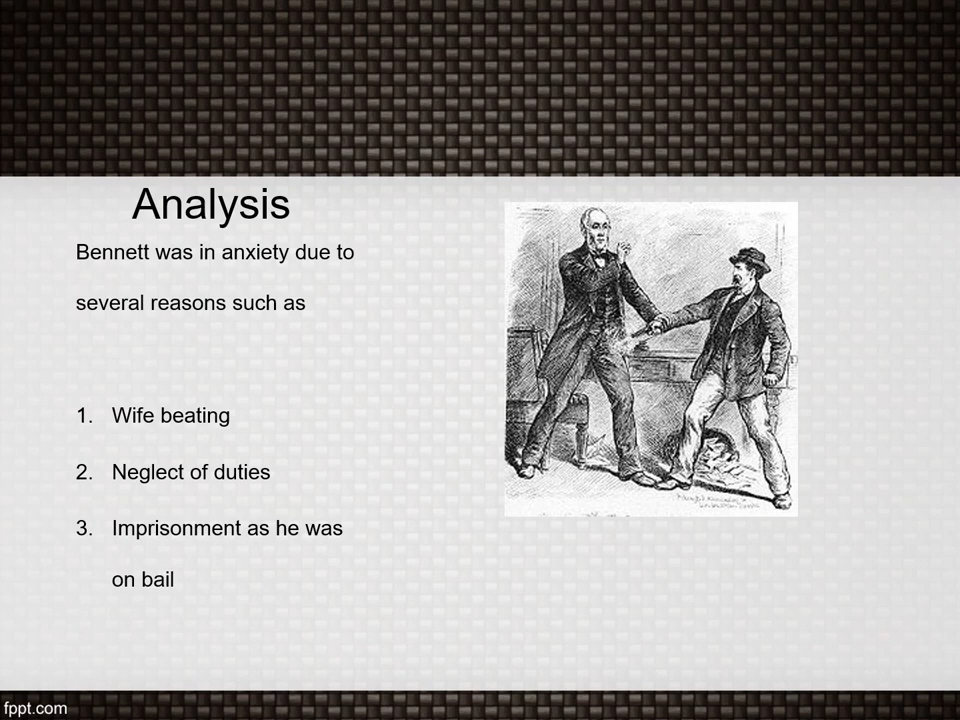 Analysis
Bennett was in anxiety due to
several reasons such as
1. Wife beating
2. Neglect of duties
3. Imprisonment as he was
on bail
fppt.com